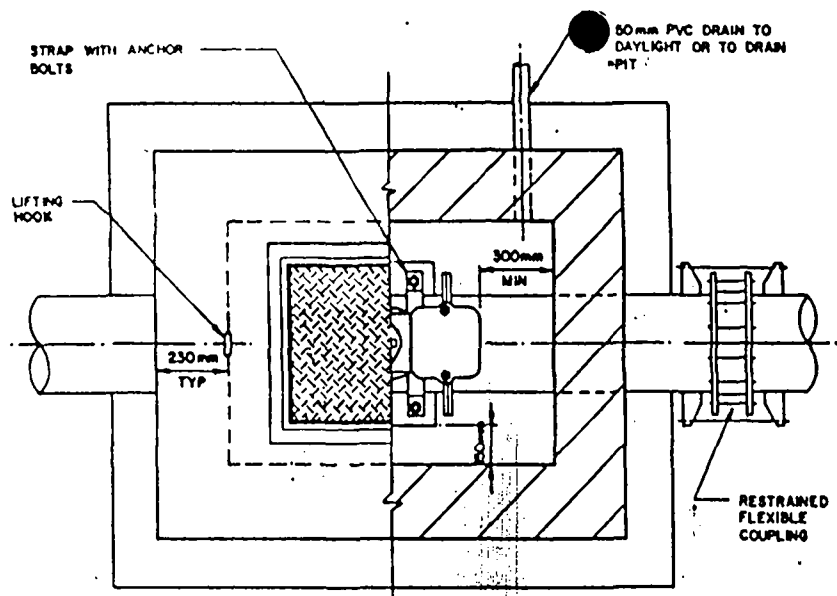 STRAP WITH ANCHOR
BOLTS
50mm PVC DRAIN TO
DAYLIGHT OR TO DRAIN
PIT
LIFTING
HOOK
300mm
MIN
230mm
TYP
RESTRAINED
FLEXIBLE
COUPLING